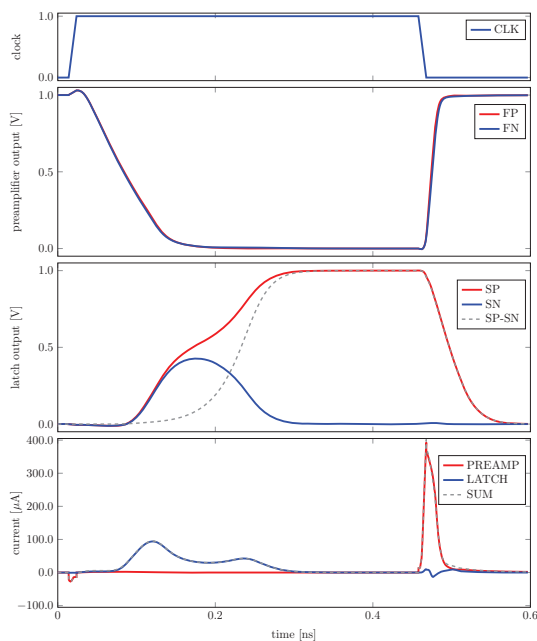 1.0
0.0
clock
CLK
1.0
0.5
0.0
preamplifier output [V]
FP
FN
1.0
0.5
0.0
latch output [V]
SP
SN
SP-SN
400.0
300.0
200.0
100.0
0.0
−100.0
current [μA]
PREAMP
LATCH
SUM
0.0 0.2 0.4 0.6
time [ns]